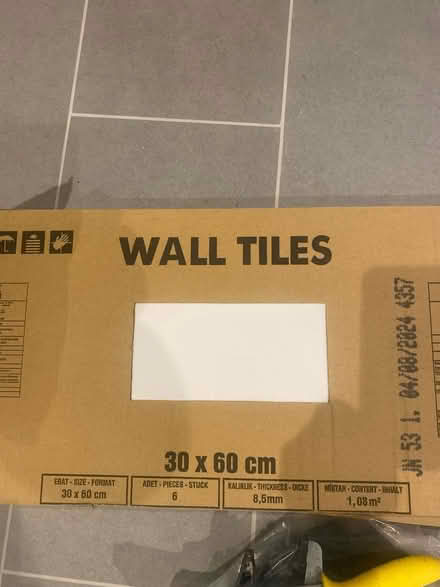 WALL TILES
30 x 60 cm
EBAT - SIZE - FORMAT
30 x 60 cm
ADET - PIECES - STUCK
6
KALINLIK - THICKNESS - DICKE
8,5mm
MİKTAR - CONTENT - INHALT
1,08 m²
JN 53 1. 04/08/2024 4357